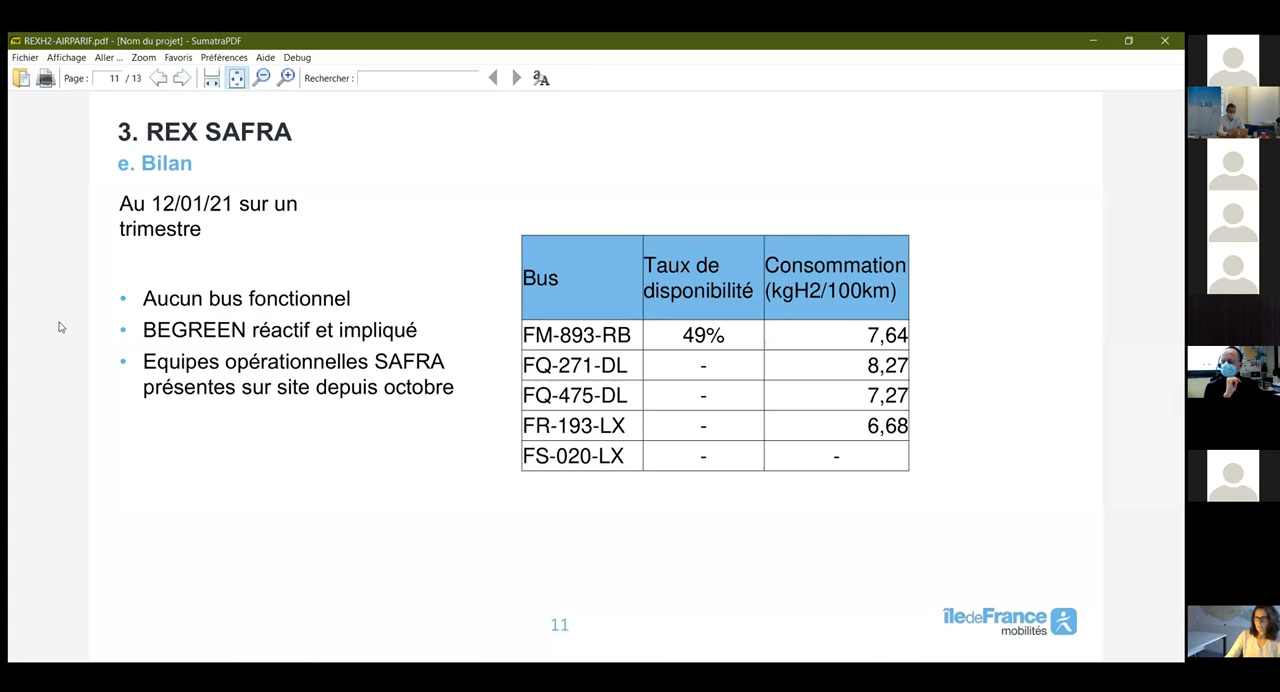 REXH2-AIRPARIF.pdf - [Nom du projet] - SumatraPDF
Fichier Affichage Aller ... Zoom Favoris Préférences Aide Debug
Page : 11 / 13 Rechercher :
3. REX SAFRA
e. Bilan
Au 12/01/21 sur un
trimestre
• Aucun bus fonctionnel
• BEGREEN réactif et impliqué
• Equipes opérationnelles SAFRA
présentes sur site depuis octobre
Bus Taux de disponibilité Consommation (kgH2/100km)
FM-893-RB 49% 7,64
FQ-271-DL - 8,27
FQ-475-DL - 7,27
FR-193-LX - 6,68
FS-020-LX - -
11
îledeFrance
mobilités